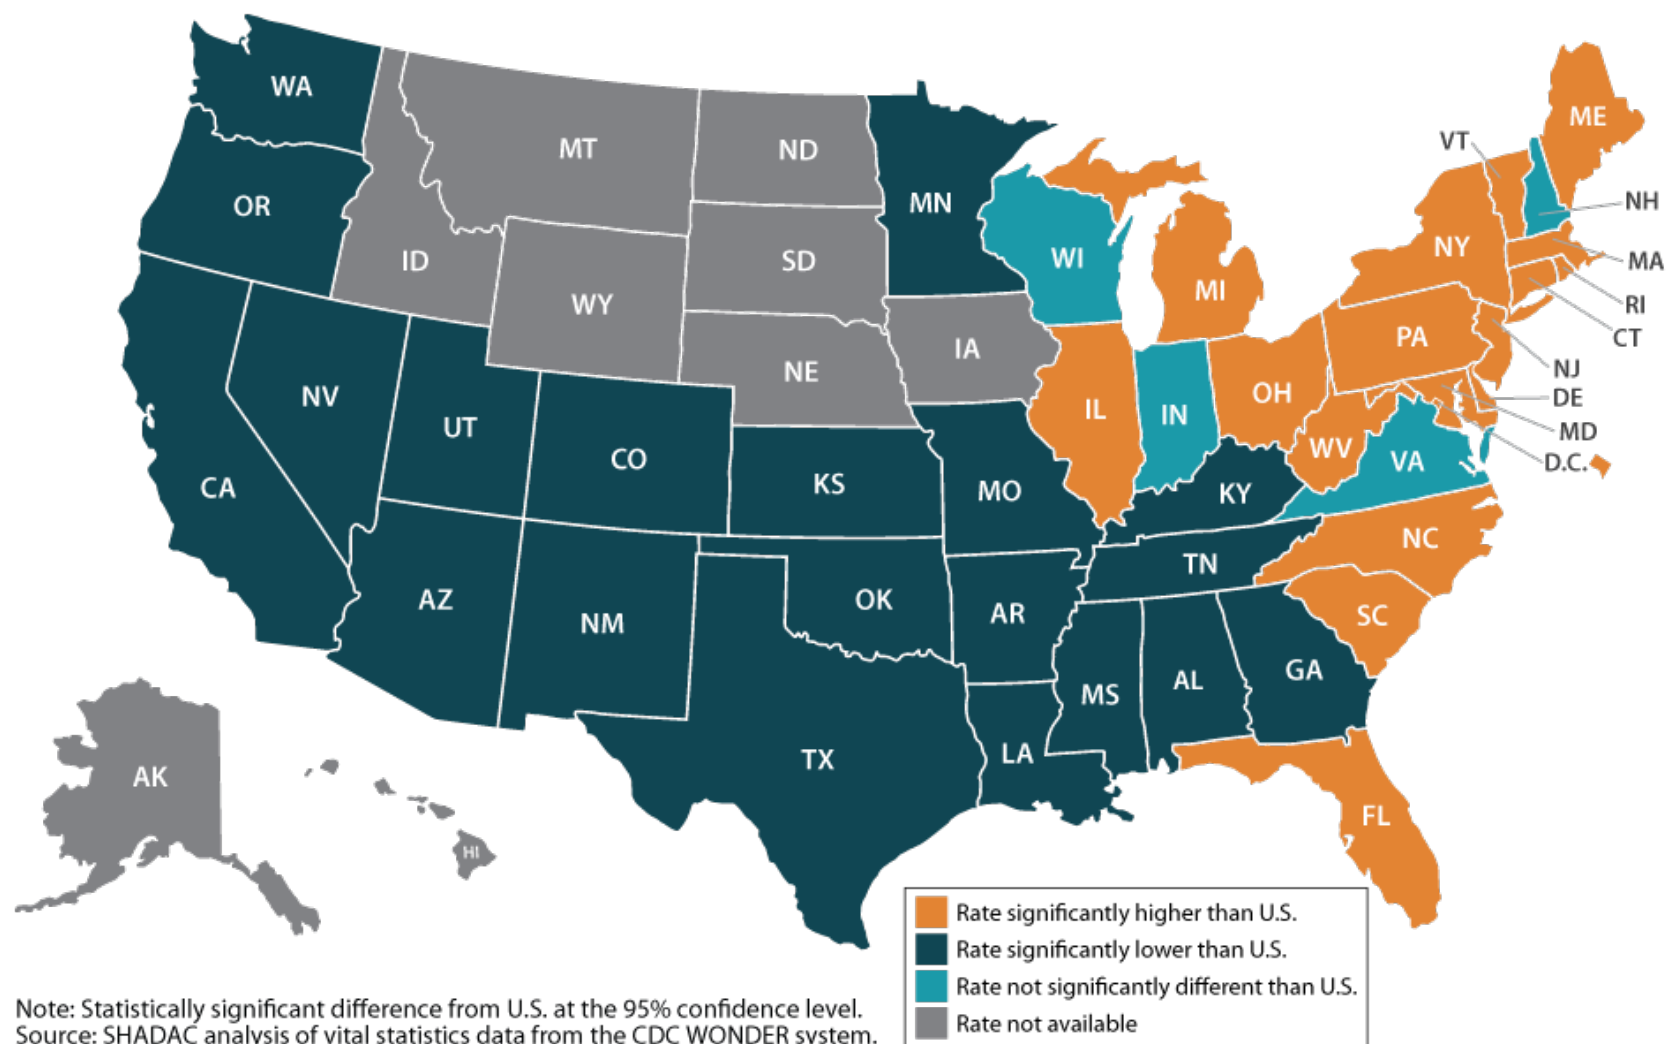 WA
MT
ND
ME
VT
OR
MN
NH
ID
SD
WI
NY
MA
WY
MI
RI
IA
PA
CT
NE
NJ
NV
OH
DE
UT
IL
IN
MD
CO
WV
VA
D.C.
CA
KS
MO
KY
NC
TN
AZ
NM
OK
AR
SC
MS
AL
GA
LA
TX
AK
FL
HI
Rate significantly higher than U.S.
Rate significantly lower than U.S.
Rate not significantly different than U.S.
Rate not available
Note: Statistically significant difference from U.S. at the 95% confidence level.
Source: SHADAC analysis of vital statistics data from the CDC WONDER system.